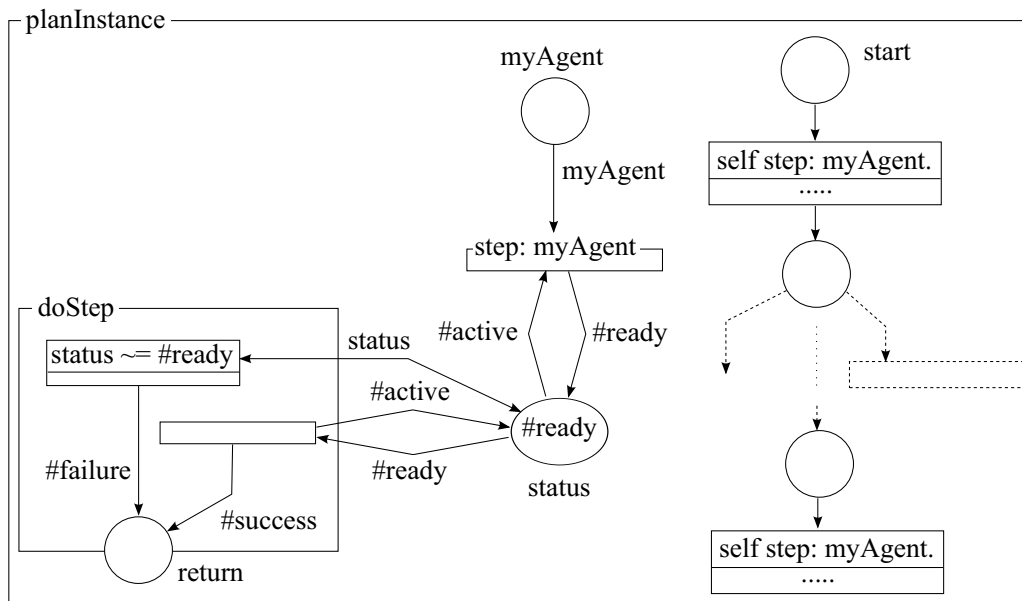 planInstance
myAgent
start
myAgent
self step: myAgent.
.....
step: myAgent
doStep
#active
#ready
status
status ~= #ready
#active
#ready
#ready
status
#failure
#success
return
self step: myAgent.
.....